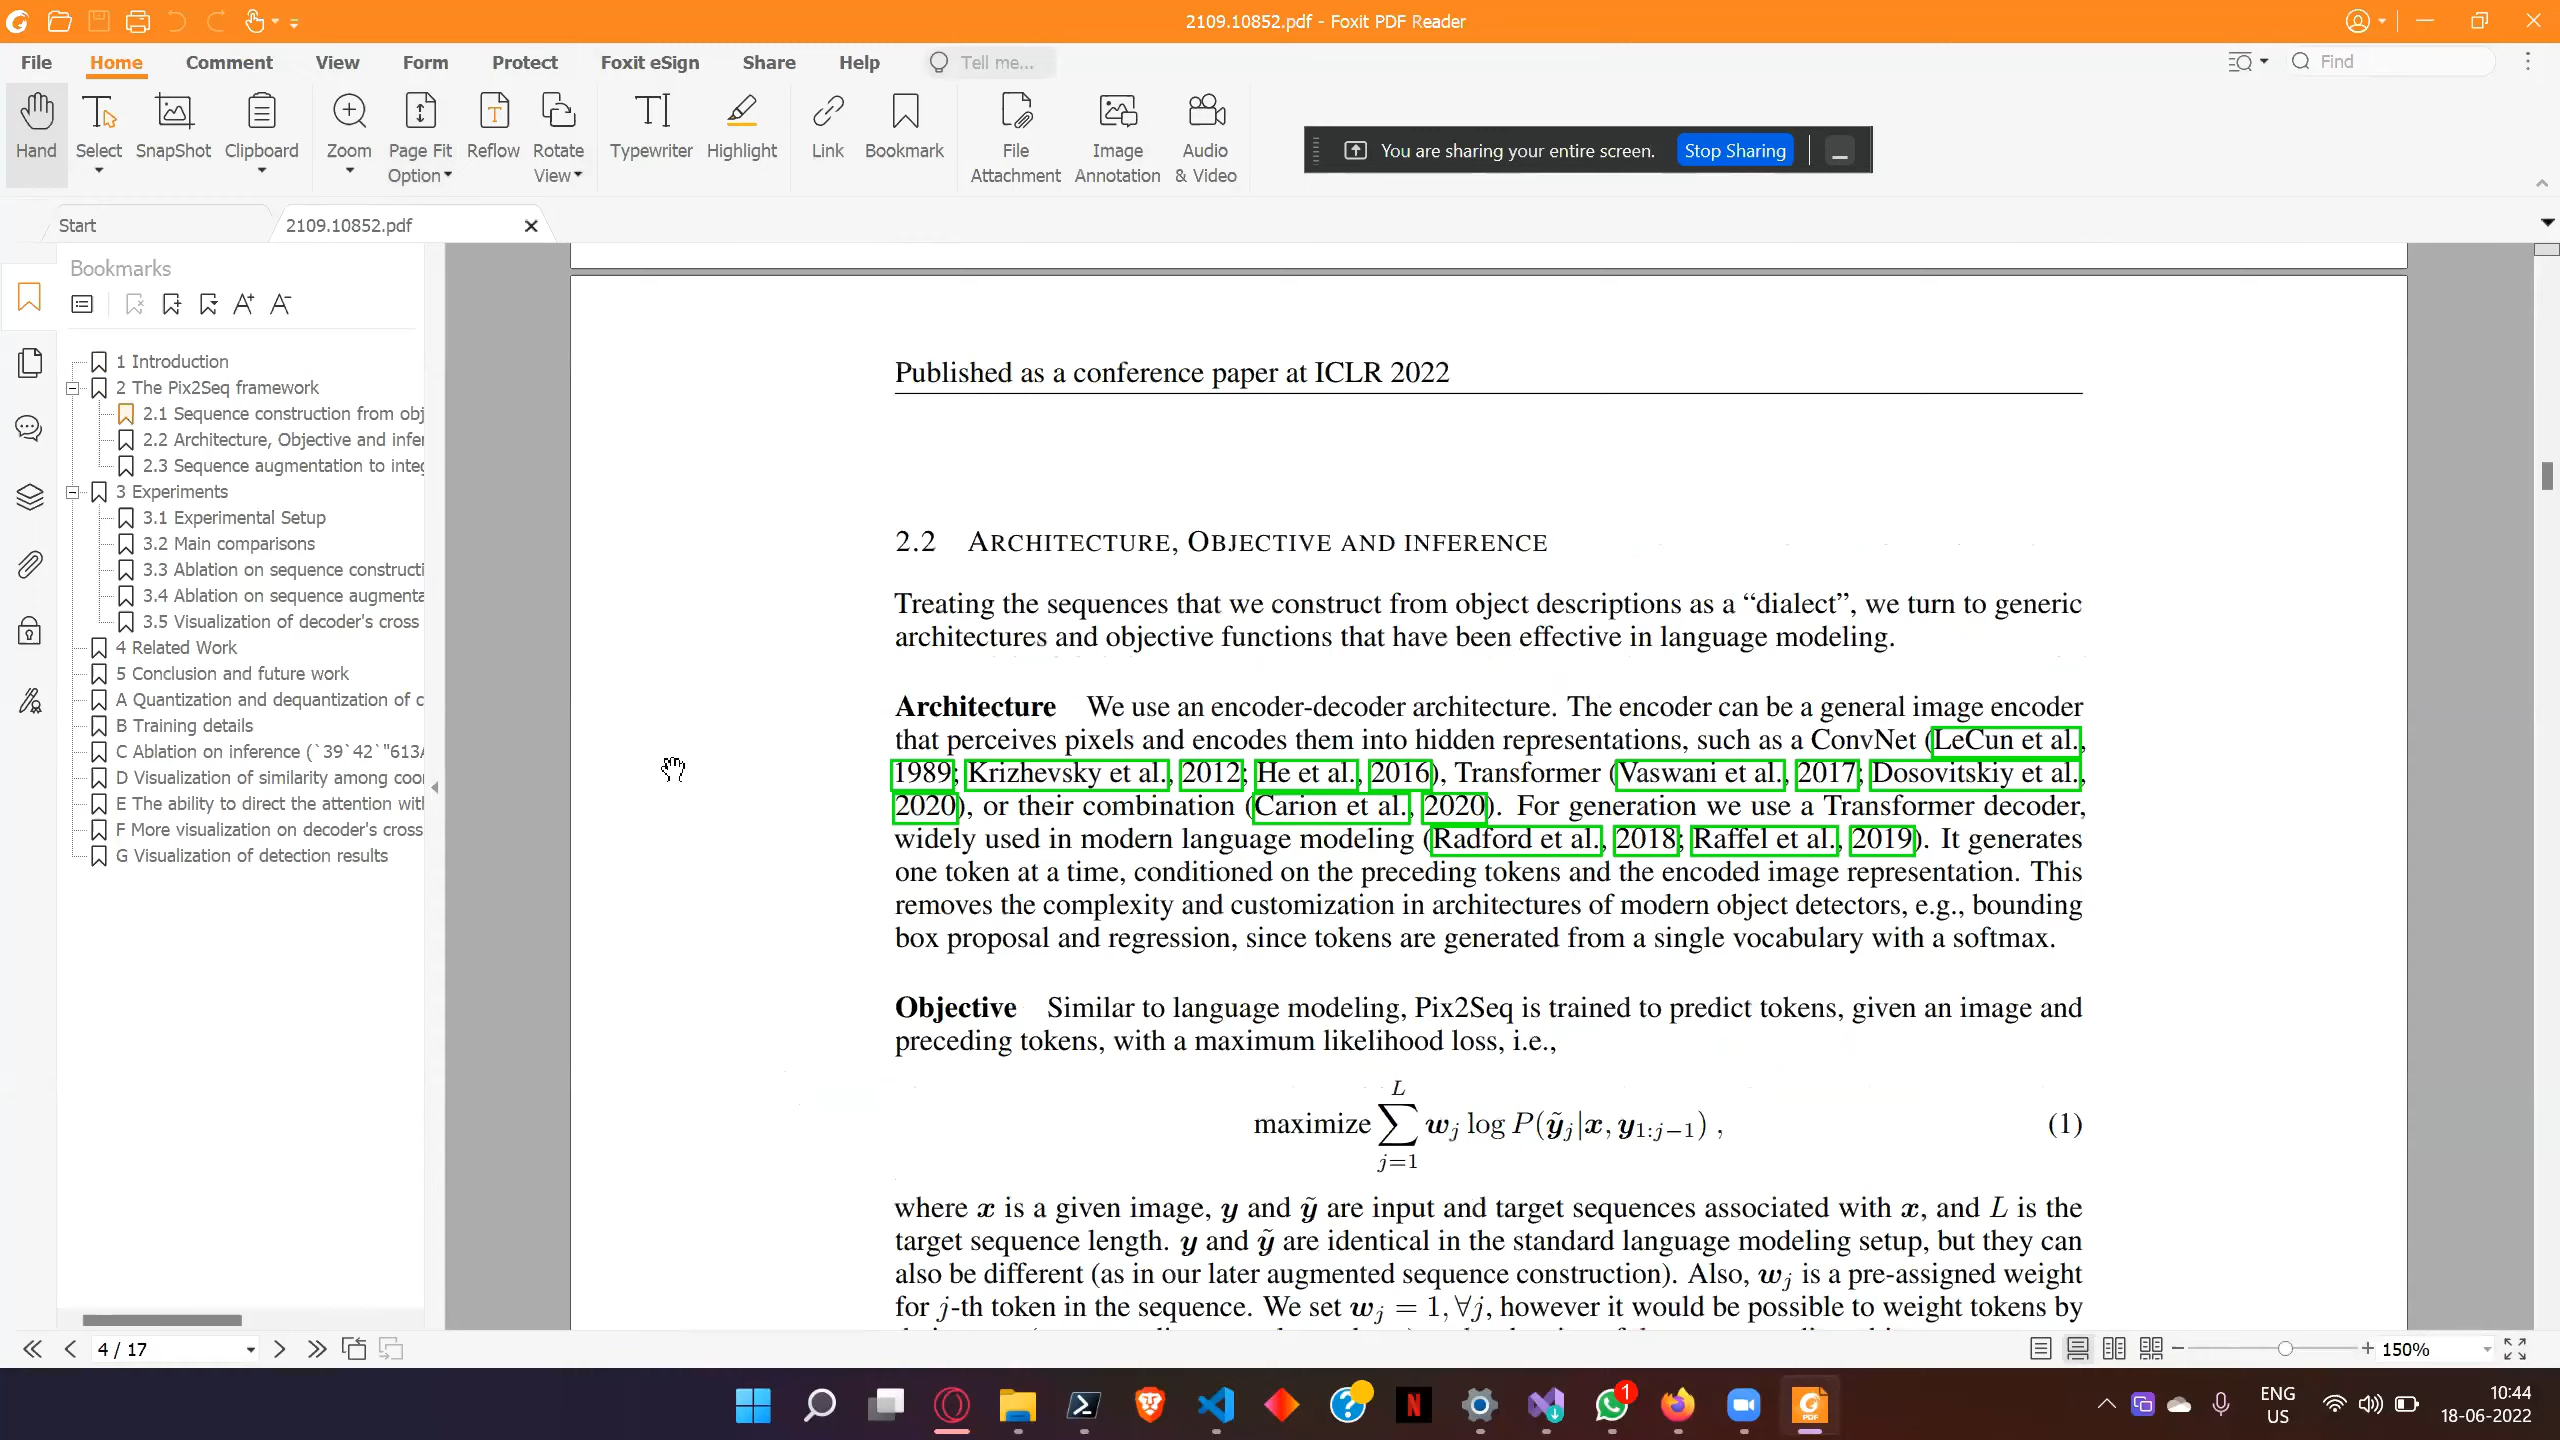 2109.10852.pdf - Foxit PDF Reader
File Home Comment View Form Protect Foxit eSign Share Help Tell me... Find
Hand Select SnapShot Clipboard Zoom Page Fit Option Reflow Rotate View Typewriter Highlight Link Bookmark File Attachment Image Annotation Audio & Video
You are sharing your entire screen. Stop Sharing
Start 2109.10852.pdf
Bookmarks
1 Introduction
2 The Pix2Seq framework
2.1 Sequence construction from obj
2.2 Architecture, Objective and infer
2.3 Sequence augmentation to integ
3 Experiments
3.1 Experimental Setup
3.2 Main comparisons
3.3 Ablation on sequence constructi
3.4 Ablation on sequence augmenta
3.5 Visualization of decoder's cross
4 Related Work
5 Conclusion and future work
A Quantization and dequantization of c
B Training details
C Ablation on inference (`39`42`"613A
D Visualization of similarity among coor
E The ability to direct the attention with
F More visualization on decoder's cross
G Visualization of detection results
Published as a conference paper at ICLR 2022
2.2 ARCHITECTURE, OBJECTIVE AND INFERENCE
Treating the sequences that we construct from object descriptions as a “dialect”, we turn to generic
architectures and objective functions that have been effective in language modeling.
Architecture We use an encoder-decoder architecture. The encoder can be a general image encoder
that perceives pixels and encodes them into hidden representations, such as a ConvNet (LeCun et al.,
1989; Krizhevsky et al., 2012; He et al., 2016), Transformer (Vaswani et al., 2017; Dosovitskiy et al.,
2020), or their combination (Carion et al., 2020). For generation we use a Transformer decoder,
widely used in modern language modeling (Radford et al., 2018; Raffel et al., 2019). It generates
one token at a time, conditioned on the preceding tokens and the encoded image representation. This
removes the complexity and customization in architectures of modern object detectors, e.g., bounding
box proposal and regression, since tokens are generated from a single vocabulary with a softmax.
Objective Similar to language modeling, Pix2Seq is trained to predict tokens, given an image and
preceding tokens, with a maximum likelihood loss, i.e.,
maximize ∑_{j=1}^{L} w_j log P(ỹ_j|x, y_{1:j−1}) , (1)
where x is a given image, y and ỹ are input and target sequences associated with x, and L is the
target sequence length. y and ỹ are identical in the standard language modeling setup, but they can
also be different (as in our later augmented sequence construction). Also, w_j is a pre-assigned weight
for j-th token in the sequence. We set w_j = 1, ∀j, however it would be possible to weight tokens by
4 / 17 150%
ENG US 10:44 18-06-2022